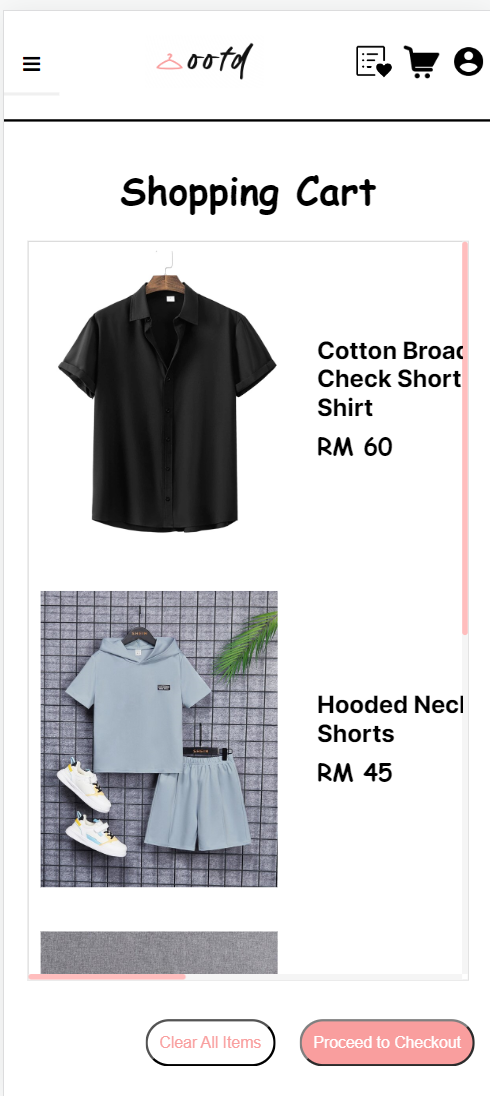 ootd
Shopping Cart
Cotton Broad
Check Short
Shirt
RM 60
Hooded Neck
Shorts
RM 45
Clear All Items
Proceed to Checkout